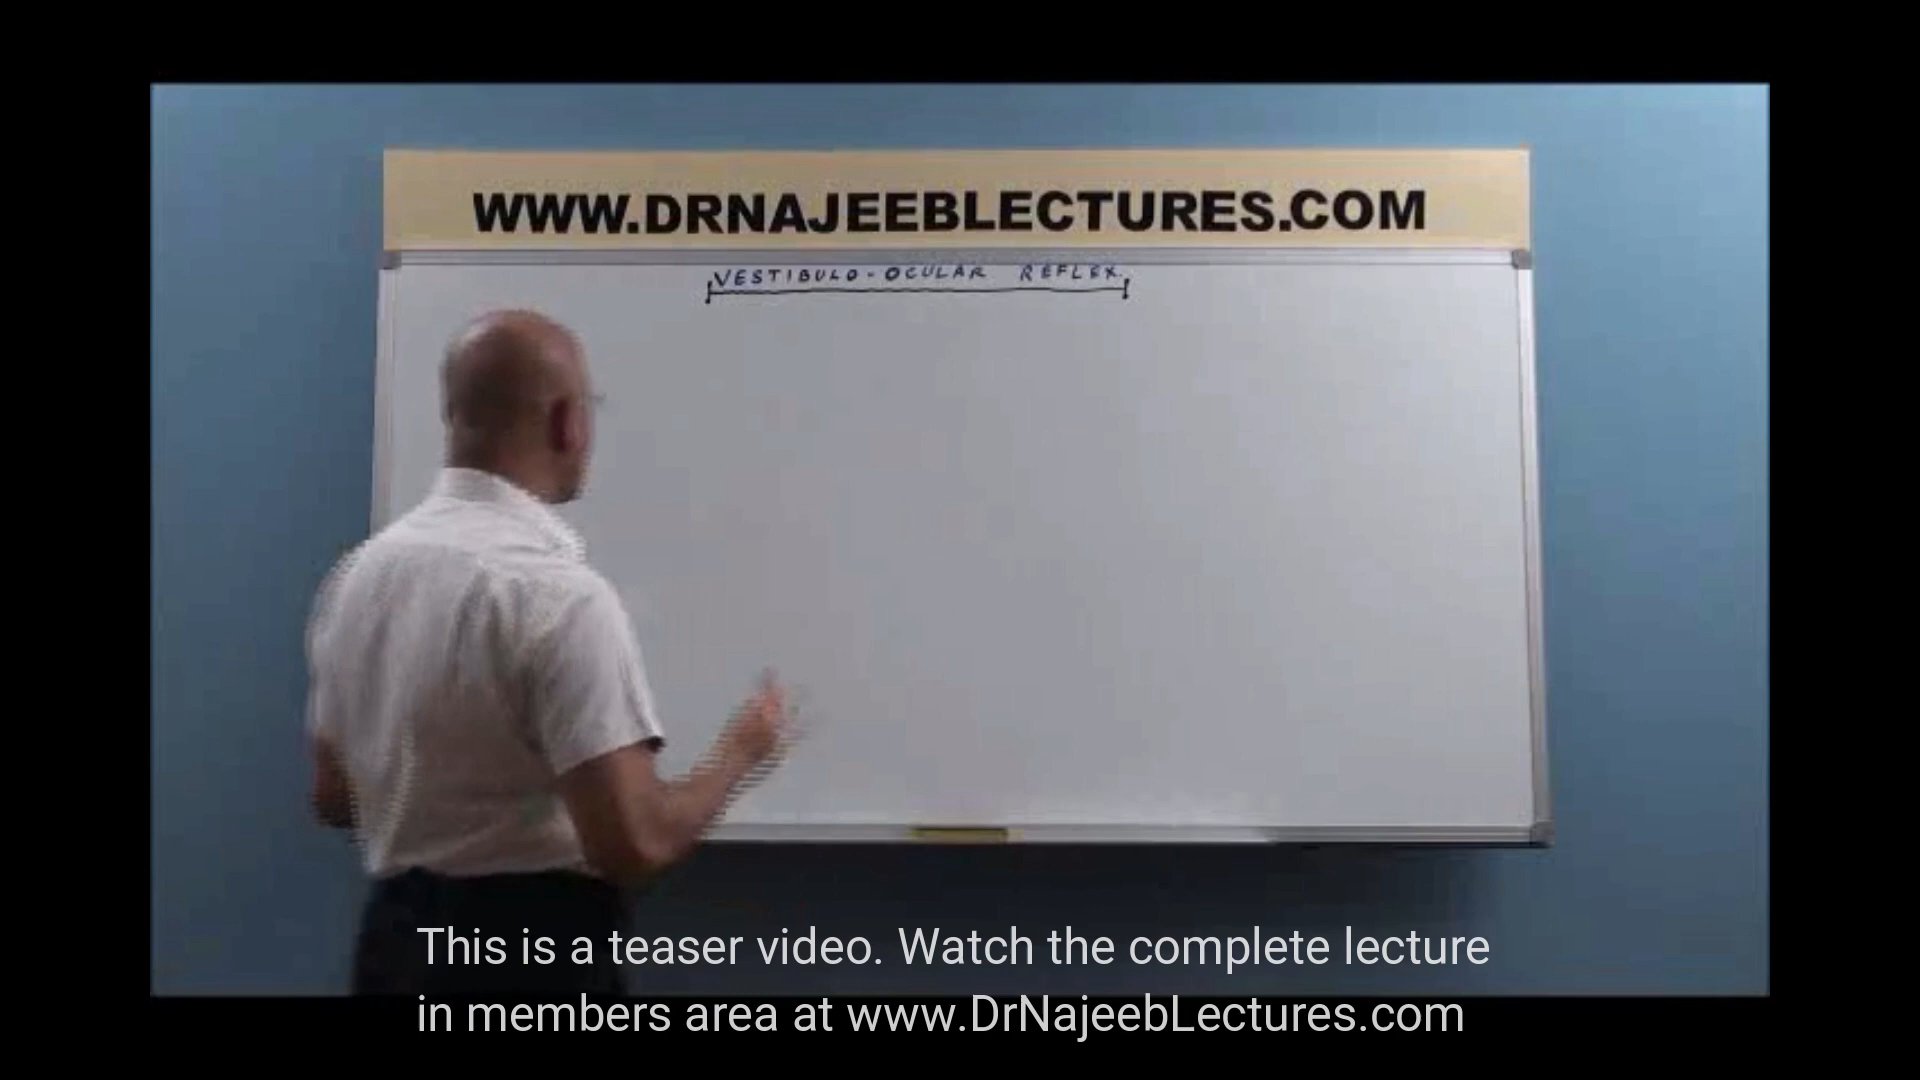 WWW.DRNAJEEBLECTURES.COM
VESTIBULO-OCULAR REFLEX.
This is a teaser video. Watch the complete lecture
in members area at www.DrNajeebLectures.com